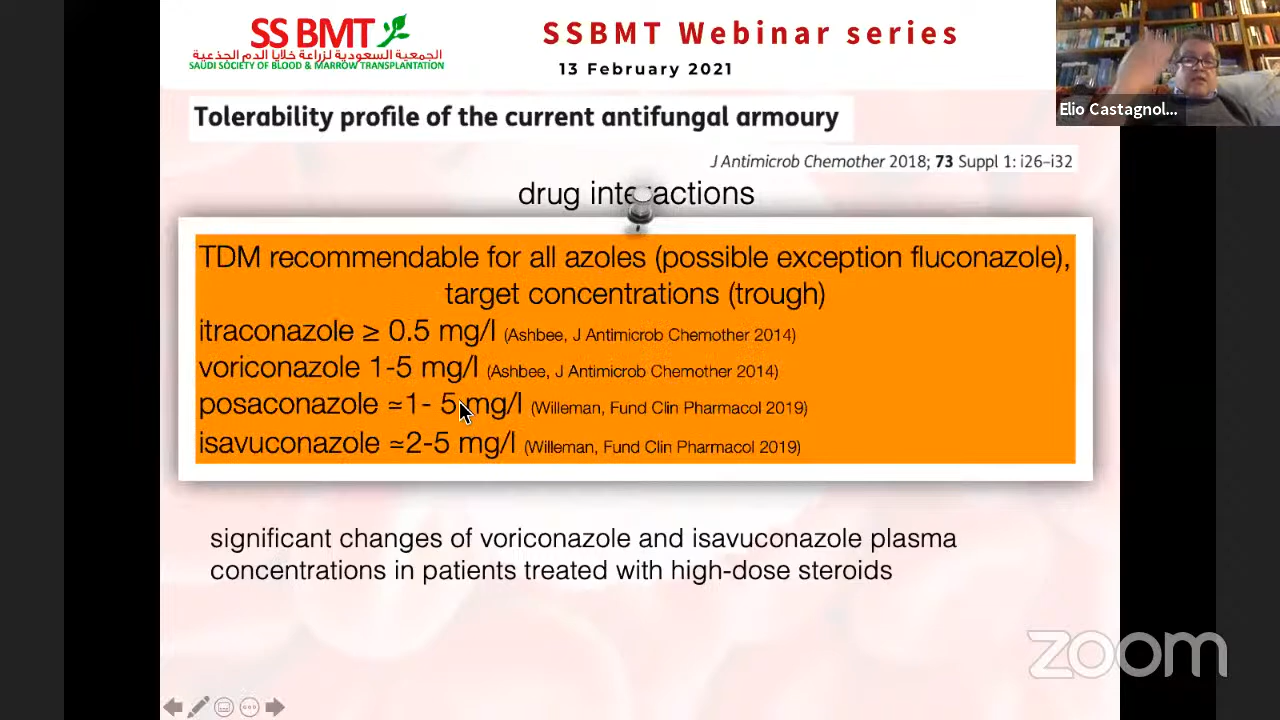 SS BMT
الجمعية السعودية لزراعة خلايا الدم الجذعية
SAUDI SOCIETY OF BLOOD & MARROW TRANSPLANTATION
SSBMT Webinar series
13 February 2021
Elio Castagnol...
Tolerability profile of the current antifungal armoury
J Antimicrob Chemother 2018; 73 Suppl 1: i26–i32
drug interactions
TDM recommendable for all azoles (possible exception fluconazole),
target concentrations (trough)
itraconazole ≥ 0.5 mg/l (Ashbee, J Antimicrob Chemother 2014)
voriconazole 1-5 mg/l (Ashbee, J Antimicrob Chemother 2014)
posaconazole ≃1- 5 mg/l (Willeman, Fund Clin Pharmacol 2019)
isavuconazole ≃2-5 mg/l (Willeman, Fund Clin Pharmacol 2019)
significant changes of voriconazole and isavuconazole plasma
concentrations in patients treated with high-dose steroids
zoom